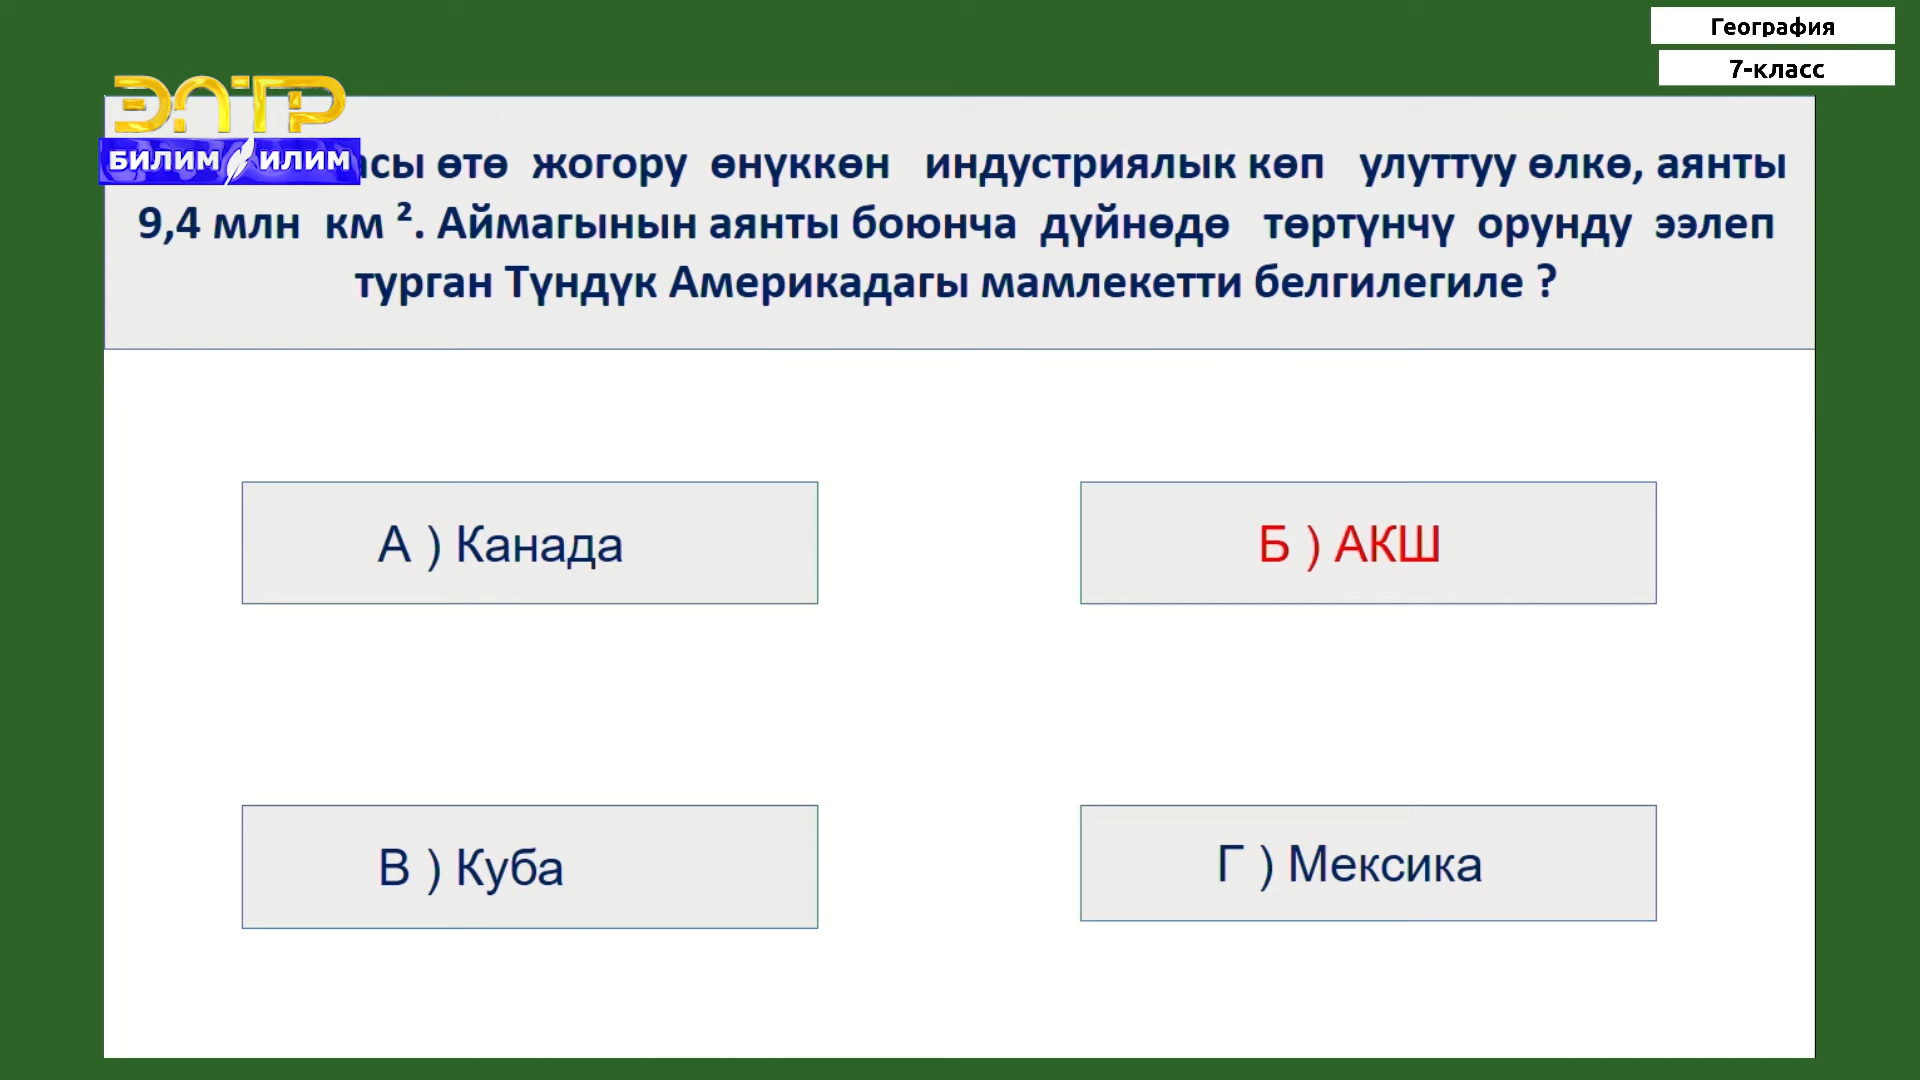 География
7-класс
ЭЛТР
БИЛИМ ИЛИМ
өтө жогору өнүккөн индустриялык көп улуттуу өлкө, аянты
9,4 млн км ². Аймагынын аянты боюнча дүйнөдө төртүнчү орунду ээлеп
турган Түндүк Америкадагы мамлекетти белгилегиле ?
А ) Канада
Б ) АКШ
В ) Куба
Г ) Мексика